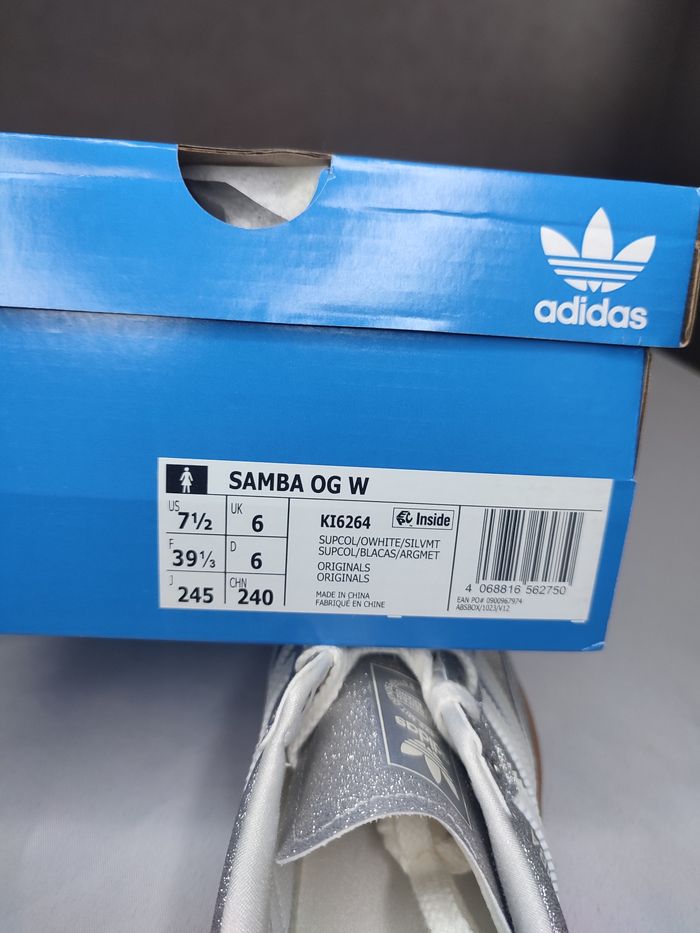 adidas
SAMBA OG W
US
7½
UK
6
F
39⅓
D
6
J
245
CHN
240
KI6264
Inside
SUPCOL/OWHITE/SILVMT
SUPCOL/BLACAS/ARGMET
ORIGINALS
ORIGINALS
MADE IN CHINA
FABRIQUÉ EN CHINE
4 068816 562750
EAN PO# 0900967974
ABSBOX/1023/V12